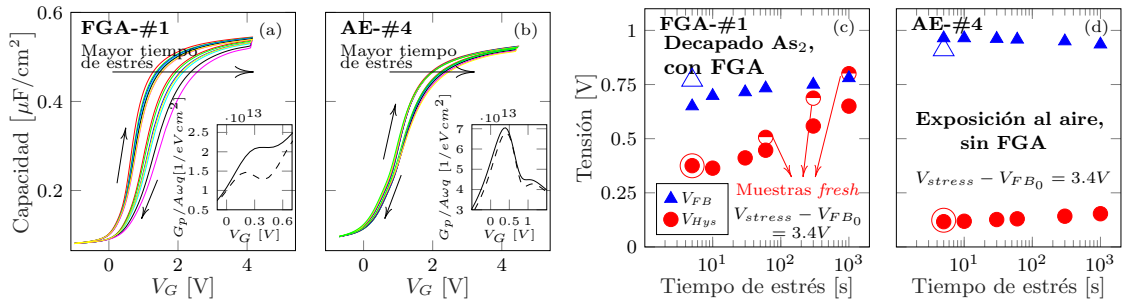 FGA-#1
(a)
Mayor tiempo
de estrés
Capacidad [μF/cm²]
0.6
0.4
0.2
0
2
4
V_G [V]
·10¹³
G_p/Aωq [1/eVcm²]
2.5
2
1.5
1
0.5
0
0.3
0.6
V_G [V]
AE-#4
(b)
Mayor tiempo
de estrés
0
2
4
V_G [V]
·10¹³
G_p/Aωq [1/eVcm²]
7
6
5
4
3
0
0.5
1
V_G [V]
FGA-#1
(c)
Decapado As₂,
con FGA
Tensión [V]
1
0.75
0.5
0.25
0
Muestras fresh
V_FB
V_Hys
V_stress − V_FB₀
= 3.4V
10¹
10²
10³
Tiempo de estrés [s]
AE-#4
(d)
Exposición al aire,
sin FGA
V_stress − V_FB₀ = 3.4V
10¹
10²
10³
Tiempo de estrés [s]